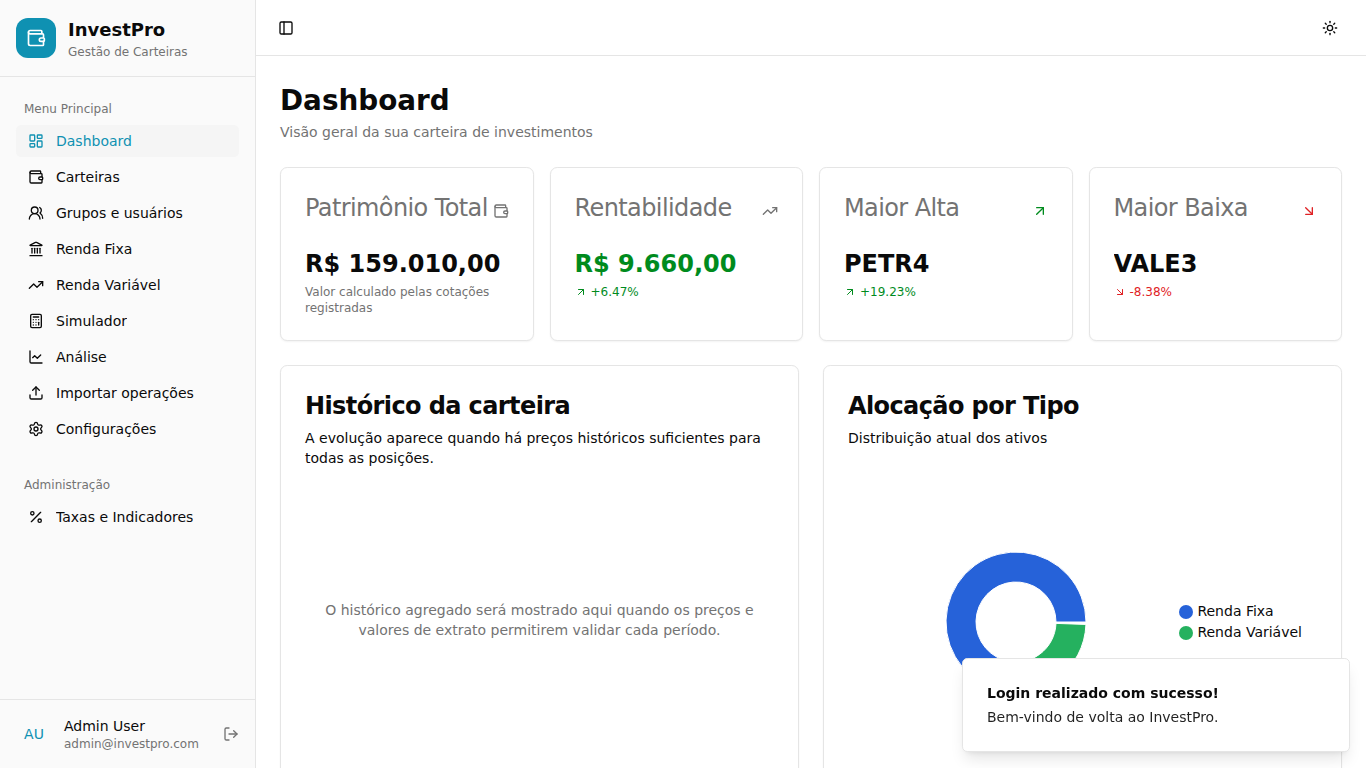 InvestPro
Gestão de Carteiras
Menu Principal
Dashboard
Carteiras
Grupos e usuários
Renda Fixa
Renda Variável
Simulador
Análise
Importar operações
Configurações
Administração
Taxas e Indicadores
AU
Admin User
admin@investpro.com
Dashboard
Visão geral da sua carteira de investimentos
Patrimônio Total
R$ 159.010,00
Valor calculado pelas cotações
registradas
Rentabilidade
R$ 9.660,00
+6.47%
Maior Alta
PETR4
+19.23%
Maior Baixa
VALE3
-8.38%
Histórico da carteira
A evolução aparece quando há preços históricos suficientes para
todas as posições.
O histórico agregado será mostrado aqui quando os preços e
valores de extrato permitirem validar cada período.
Alocação por Tipo
Distribuição atual dos ativos
Renda Fixa
Renda Variável
Login realizado com sucesso!
Bem-vindo de volta ao InvestPro.